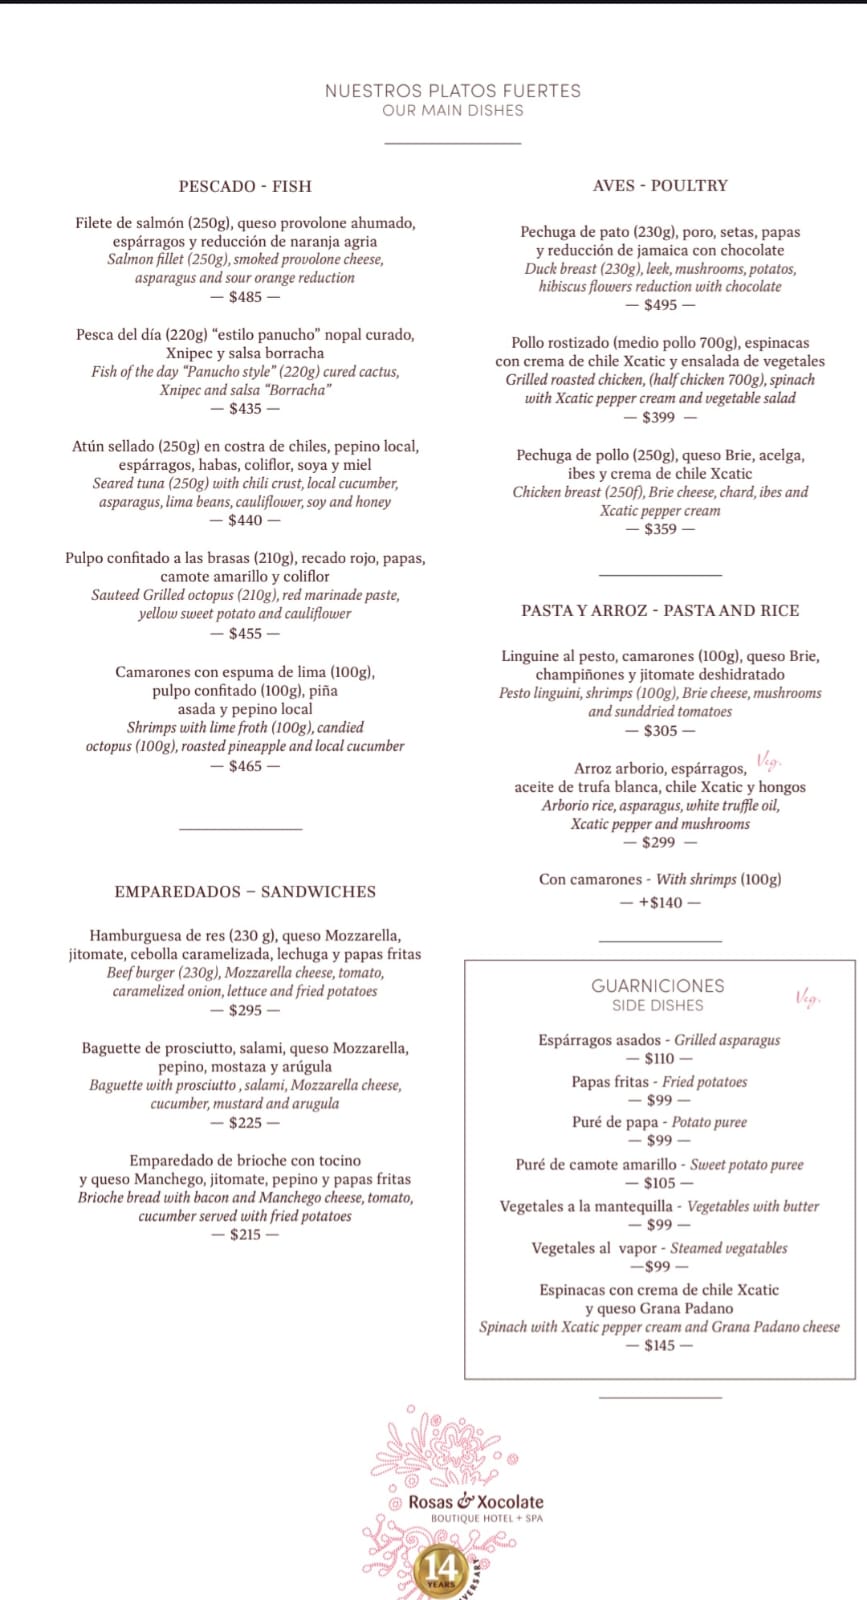 NUESTROS PLATOS FUERTES
OUR MAIN DISHES
PESCADO - FISH
Filete de salmón (250g), queso provolone ahumado,
espárragos y reducción de naranja agria
Salmon fillet (250g), smoked provolone cheese,
asparagus and sour orange reduction
— $485 —
Pesca del día (220g) “estilo panucho” nopal curado,
Xnipec y salsa borracha
Fish of the day “Panucho style” (220g) cured cactus,
Xnipec and salsa “Borracha”
— $435 —
Atún sellado (250g) en costra de chiles, pepino local,
espárragos, habas, coliflor, soya y miel
Seared tuna (250g) with chili crust, local cucumber,
asparagus, lima beans, cauliflower, soy and honey
— $440 —
Pulpo confitado a las brasas (210g), recado rojo, papas,
camote amarillo y coliflor
Sauteed Grilled octopus (210g), red marinade paste,
yellow sweet potato and cauliflower
— $455 —
Camarones con espuma de lima (100g),
pulpo confitado (100g), piña
asada y pepino local
Shrimps with lime froth (100g), candied
octopus (100g), roasted pineapple and local cucumber
— $465 —
EMPAREDADOS – SANDWICHES
Hamburguesa de res (230 g), queso Mozzarella,
jitomate, cebolla caramelizada, lechuga y papas fritas
Beef burger (230g), Mozzarella cheese, tomato,
caramelized onion, lettuce and fried potatoes
— $295 —
Baguette de prosciutto, salami, queso Mozzarella,
pepino, mostaza y arúgula
Baguette with prosciutto , salami, Mozzarella cheese,
cucumber, mustard and arugula
— $225 —
Emparedado de brioche con tocino
y queso Manchego, jitomate, pepino y papas fritas
Brioche bread with bacon and Manchego cheese, tomato,
cucumber served with fried potatoes
— $215 —
AVES - POULTRY
Pechuga de pato (230g), poro, setas, papas
y reducción de jamaica con chocolate
Duck breast (230g), leek, mushrooms, potatos,
hibiscus flowers reduction with chocolate
— $495 —
Pollo rostizado (medio pollo 700g), espinacas
con crema de chile Xcatic y ensalada de vegetales
Grilled roasted chicken, (half chicken 700g), spinach
with Xcatic pepper cream and vegetable salad
— $399 —
Pechuga de pollo (250g), queso Brie, acelga,
ibes y crema de chile Xcatic
Chicken breast (250f), Brie cheese, chard, ibes and
Xcatic pepper cream
— $359 —
PASTA Y ARROZ - PASTA AND RICE
Linguine al pesto, camarones (100g), queso Brie,
champiñones y jitomate deshidratado
Pesto linguini, shrimps (100g), Brie cheese, mushrooms
and sunddried tomatoes
— $305 —
Arroz arborio, espárragos, Veg.
aceite de trufa blanca, chile Xcatic y hongos
Arborio rice, asparagus, white truffle oil,
Xcatic pepper and mushrooms
— $299 —
Con camarones - With shrimps (100g)
— +$140 —
GUARNICIONES
SIDE DISHES
Veg.
Espárragos asados - Grilled asparagus
— $110 —
Papas fritas - Fried potatoes
— $99 —
Puré de papa - Potato puree
— $99 —
Puré de camote amarillo - Sweet potato puree
— $105 —
Vegetales a la mantequilla - Vegetables with butter
— $99 —
Vegetales al vapor - Steamed vegatables
—$99 —
Espinacas con crema de chile Xcatic
y queso Grana Padano
Spinach with Xcatic pepper cream and Grana Padano cheese
— $145 —
Rosas & Xocolate
BOUTIQUE HOTEL + SPA
14
YEARS